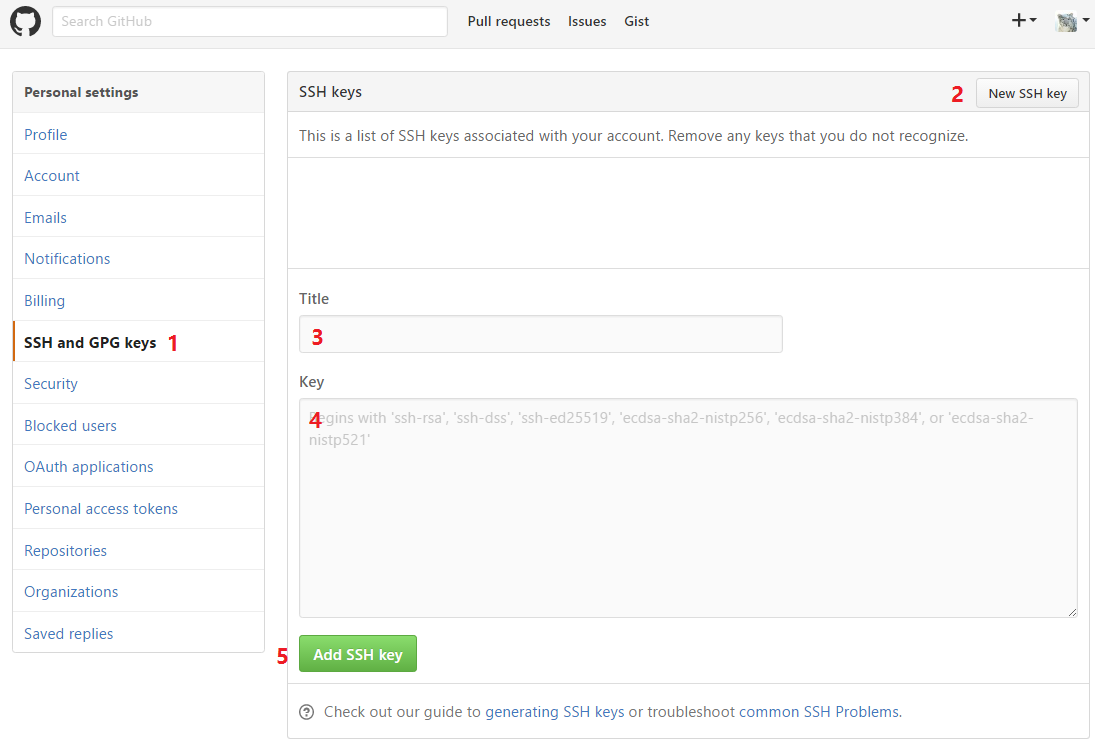 Search GitHub Pull requests Issues Gist
Personal settings
Profile
Account
Emails
Notifications
Billing
SSH and GPG keys 1
Security
Blocked users
OAuth applications
Personal access tokens
Repositories
Organizations
Saved replies
SSH keys 2 New SSH key
This is a list of SSH keys associated with your account. Remove any keys that you do not recognize.
Title
3
Key
4
Begins with 'ssh-rsa', 'ssh-dss', 'ssh-ed25519', 'ecdsa-sha2-nistp256', 'ecdsa-sha2-nistp384', or 'ecdsa-sha2-
nistp521'
5 Add SSH key
Check out our guide to generating SSH keys or troubleshoot common SSH Problems.